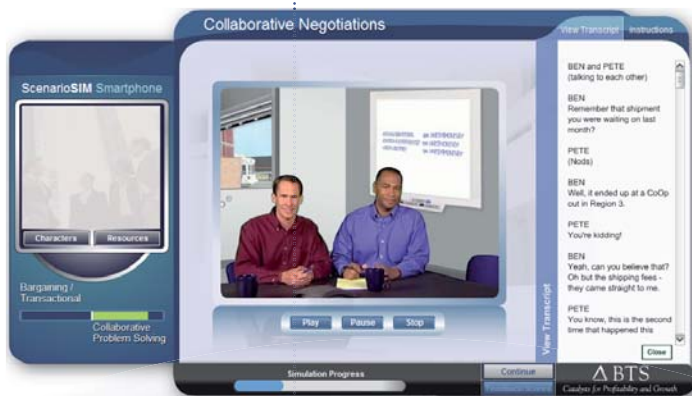 Collaborative Negotiations
View Transcript
Instructions
ScenarioSIM Smartphone
Characters
Resources
Bargaining /
Transactional
Collaborative
Problem Solving
Play
Pause
Stop
View Transcript
BEN and PETE
(talking to each other)
BEN
Remember that shipment
you were waiting on last
month?
PETE
(Nods)
BEN
Well, it ended up at a CoOp
out in Region 3.
PETE
You're kidding!
BEN
Yeah, can you believe that?
Oh but the shipping fees -
they came straight to me.
PETE
You know, this is the second
time that happened this
Close
Simulation Progress
Continue
BTS
Catalysts for Profitability and Growth